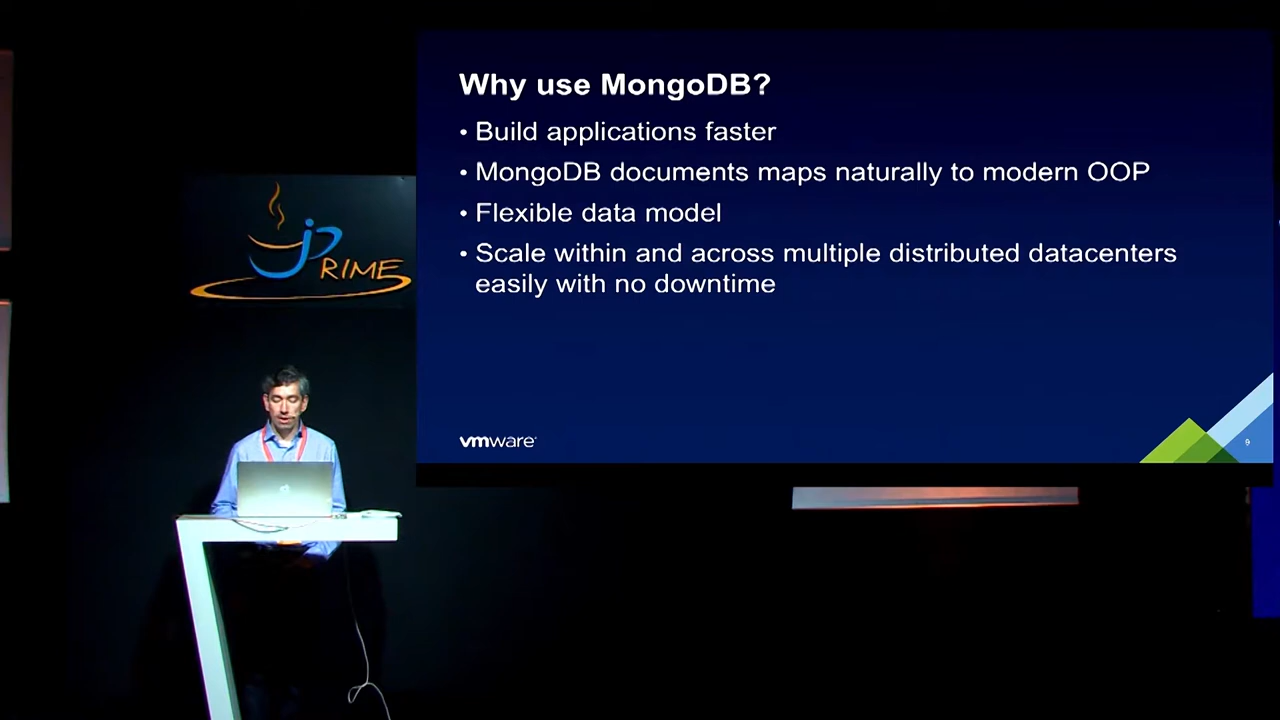 Why use MongoDB?
• Build applications faster
• MongoDB documents maps naturally to modern OOP
• Flexible data model
• Scale within and across multiple distributed datacenters
easily with no downtime
jPRIME
vmware
9